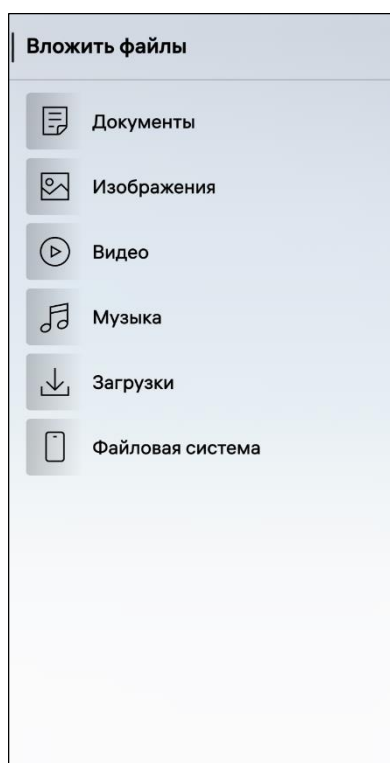 Вложить файлы
Документы
Изображения
Видео
Музыка
Загрузки
Файловая система